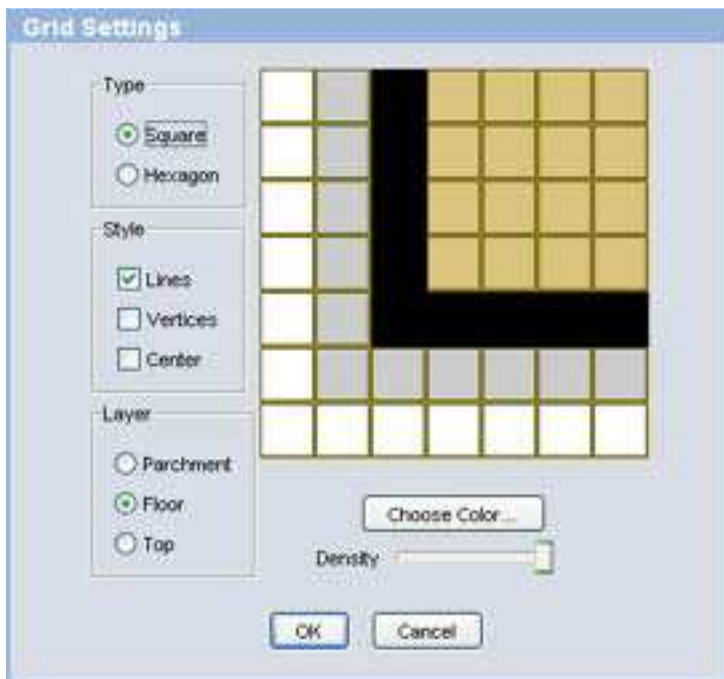 Grid Settings
Type
Square
Hexagon
Style
Lines
Vertices
Center
Layer
Parchment
Floor
Top
Choose Color...
Density
OK
Cancel